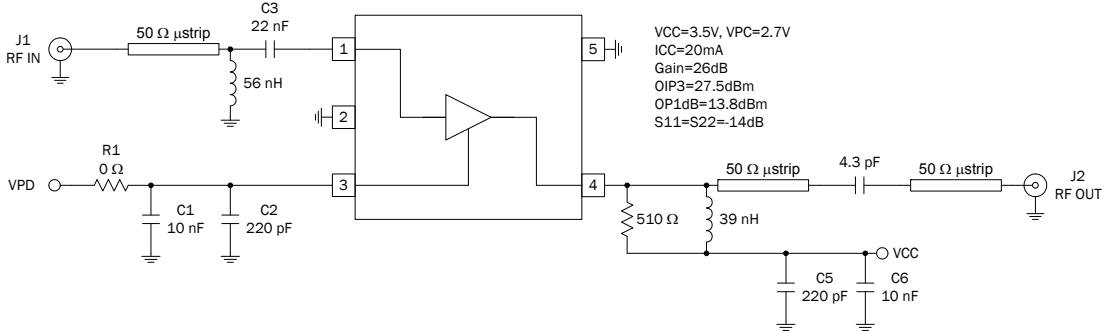 J1
RF IN
50 Ω μstrip
C3
22 nF
56 nH
1
2
3
4
5
VCC=3.5V, VPC=2.7V
ICC=20mA
Gain=26dB
OIP3=27.5dBm
OP1dB=13.8dBm
S11=S22=-14dB
VPD
R1
0 Ω
C1
10 nF
C2
220 pF
510 Ω
39 nH
50 Ω μstrip
4.3 pF
50 Ω μstrip
J2
RF OUT
VCC
C5
220 pF
C6
10 nF